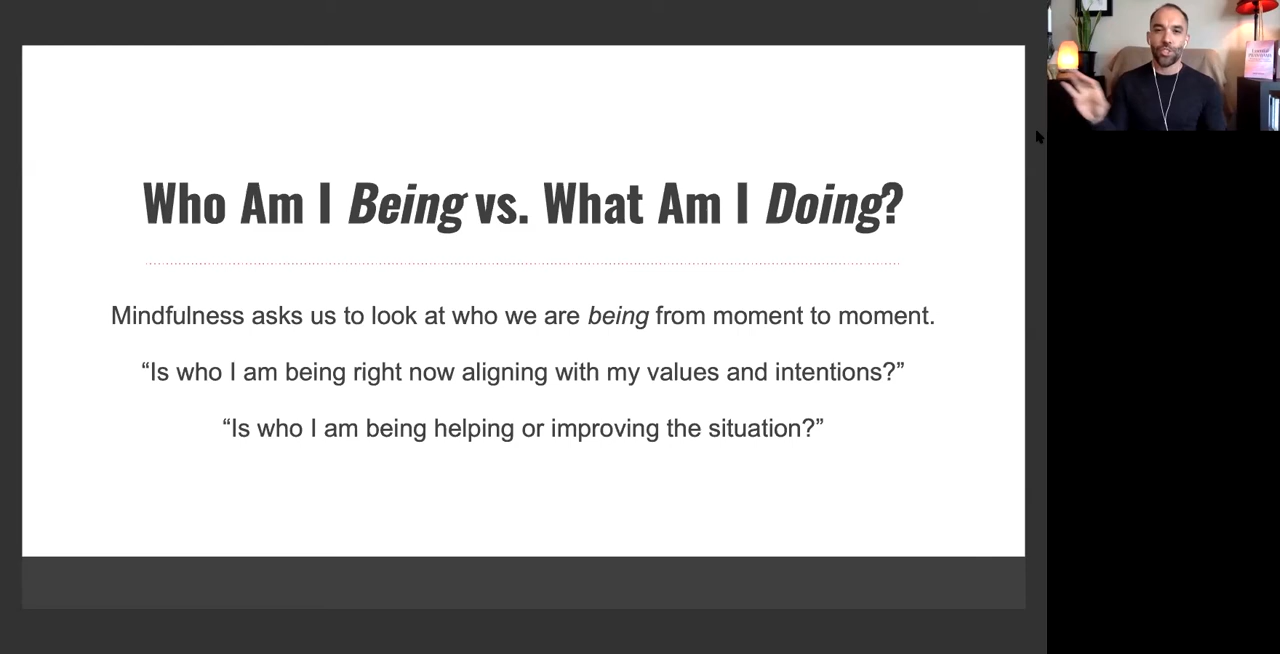 Who Am I Being vs. What Am I Doing?
Mindfulness asks us to look at who we are being from moment to moment.
“Is who I am being right now aligning with my values and intentions?”
“Is who I am being helping or improving the situation?”